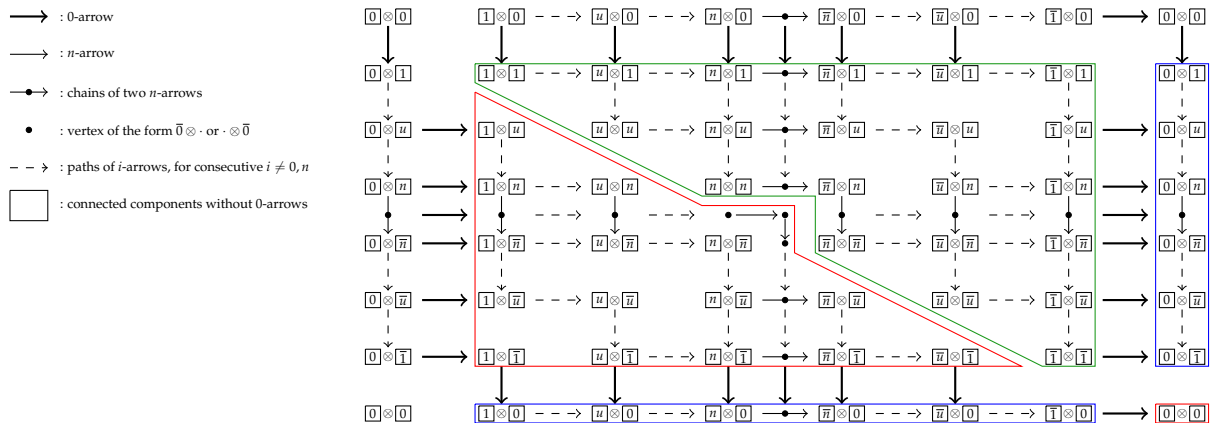 : 0-arrow
: n-arrow
: chains of two n-arrows
: vertex of the form 0̅ ⊗ · or · ⊗ 0̅
: paths of i-arrows, for consecutive i ≠ 0, n
: connected components without 0-arrows
0 ⊗ 0 1 ⊗ 0 u ⊗ 0 n ⊗ 0 n̅ ⊗ 0 u̅ ⊗ 0 1̅ ⊗ 0 0 ⊗ 0
0 ⊗ 1 1 ⊗ 1 u ⊗ 1 n ⊗ 1 n̅ ⊗ 1 u̅ ⊗ 1 1̅ ⊗ 1 0 ⊗ 1
0 ⊗ u 1 ⊗ u n̅ ⊗ u 1̅ ⊗ u 0 ⊗ u
0 ⊗ n 1 ⊗ n u ⊗ n n ⊗ n n̅ ⊗ n u̅ ⊗ n 1̅ ⊗ n 0 ⊗ n
0 ⊗ n̅ 1 ⊗ n̅ u ⊗ n̅ n ⊗ n̅ n̅ ⊗ n̅ u̅ ⊗ n̅ 1̅ ⊗ n̅ 0 ⊗ n̅
0 ⊗ u̅ 1 ⊗ u̅ u ⊗ u̅ n ⊗ u̅ n̅ ⊗ u̅ u̅ ⊗ u̅ 1̅ ⊗ u̅ 0 ⊗ u̅
0 ⊗ 1̅ 1 ⊗ 1̅ u ⊗ 1̅ n ⊗ 1̅ n̅ ⊗ 1̅ u̅ ⊗ 1̅ 1̅ ⊗ 1̅ 0 ⊗ 1̅
0 ⊗ 0 1 ⊗ 0 u ⊗ 0 n ⊗ 0 n̅ ⊗ 0 u̅ ⊗ 0 1̅ ⊗ 0 0 ⊗ 0